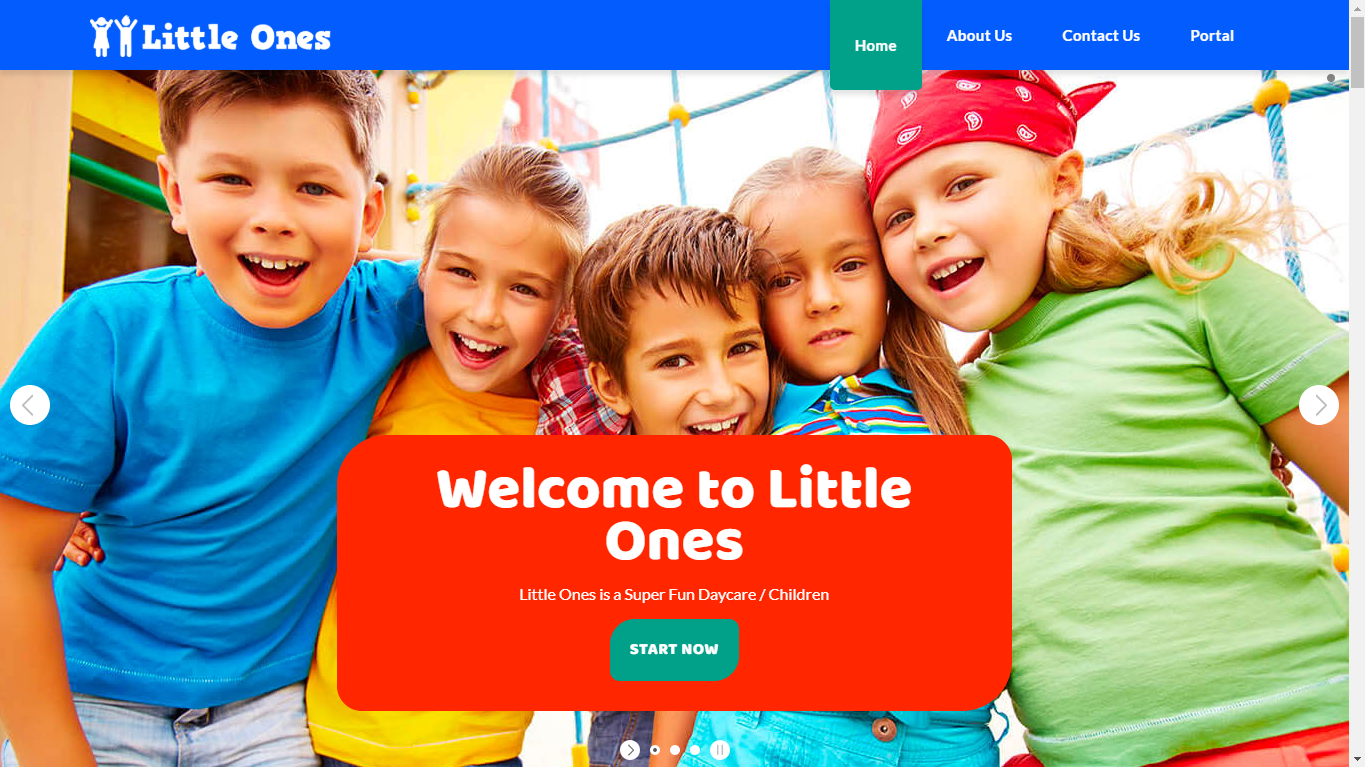 Little Ones
Home
About Us
Contact Us
Portal
Welcome to Little
Ones
Little Ones is a Super Fun Daycare / Children
START NOW